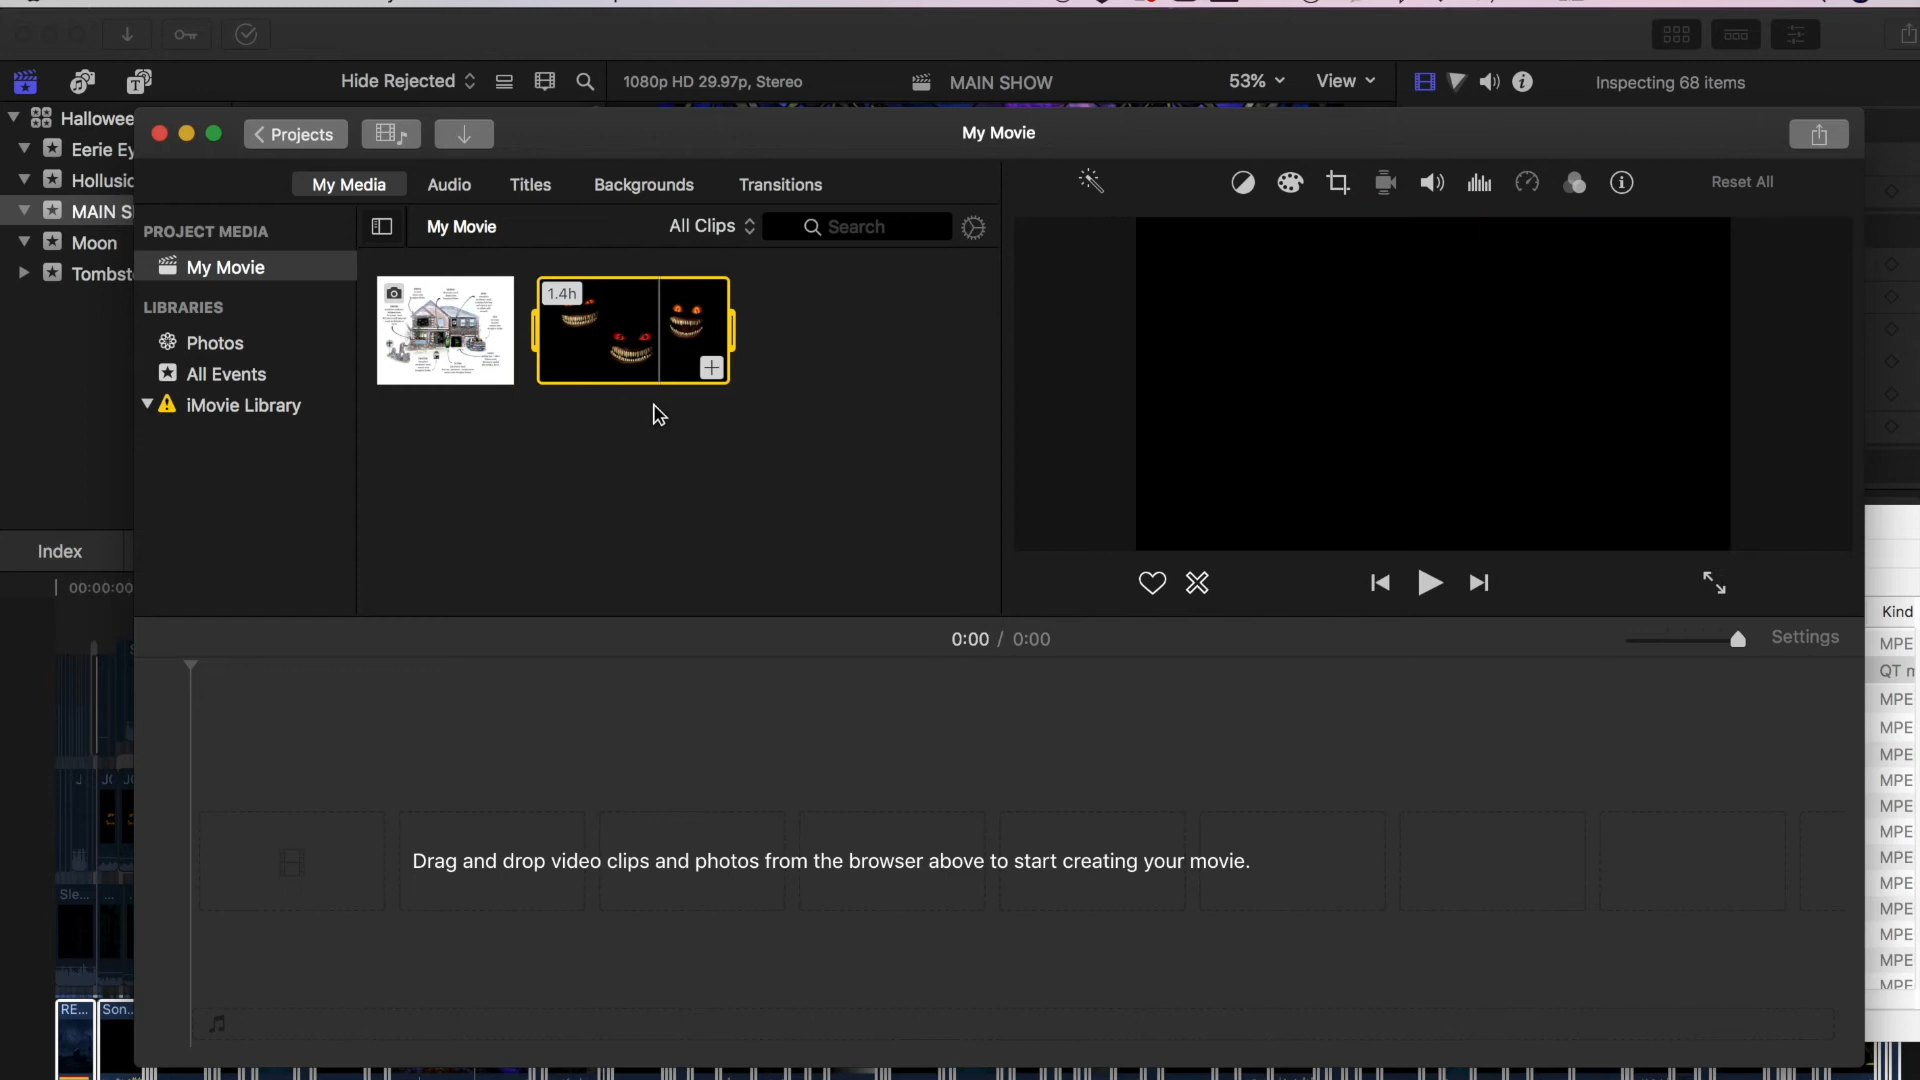 Hide Rejected
1080p HD 29.97p, Stereo
MAIN SHOW
53%
View
Inspecting 68 items
Hallowee
Eerie Ey
Hollusio
MAIN S
Moon
Tombst
Projects
My Movie
My Media
Audio
Titles
Backgrounds
Transitions
Reset All
PROJECT MEDIA
My Movie
LIBRARIES
Photos
All Events
iMovie Library
My Movie
All Clips
Search
1.4h
Index
00:00:00
0:00 / 0:00
Settings
Drag and drop video clips and photos from the browser above to start creating your movie.
Sle...
RE...
Son...
Kind
MPE
QT m
MPE
MPE
MPE
MPE
MPE
MPE
MPE
MPE
MPE
MPE
MPE
MPE